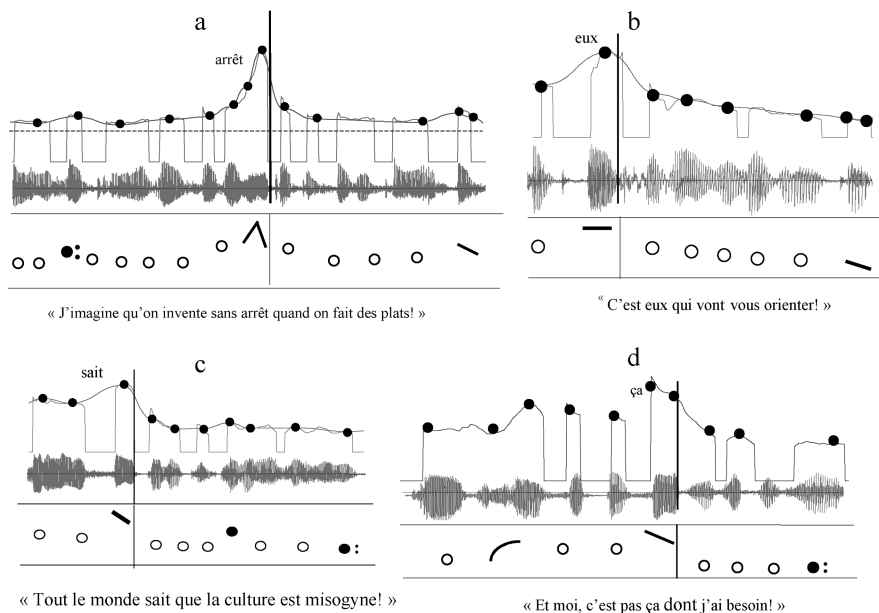 a
arrêt
« J’imagine qu’on invente sans arrêt quand on fait des plats! »
b
eux
“ C’est eux qui vont vous orienter! »
c
sait
« Tout le monde sait que la culture est misogyne! »
d
ça
« Et moi, c’est pas ça dont j’ai besoin! »